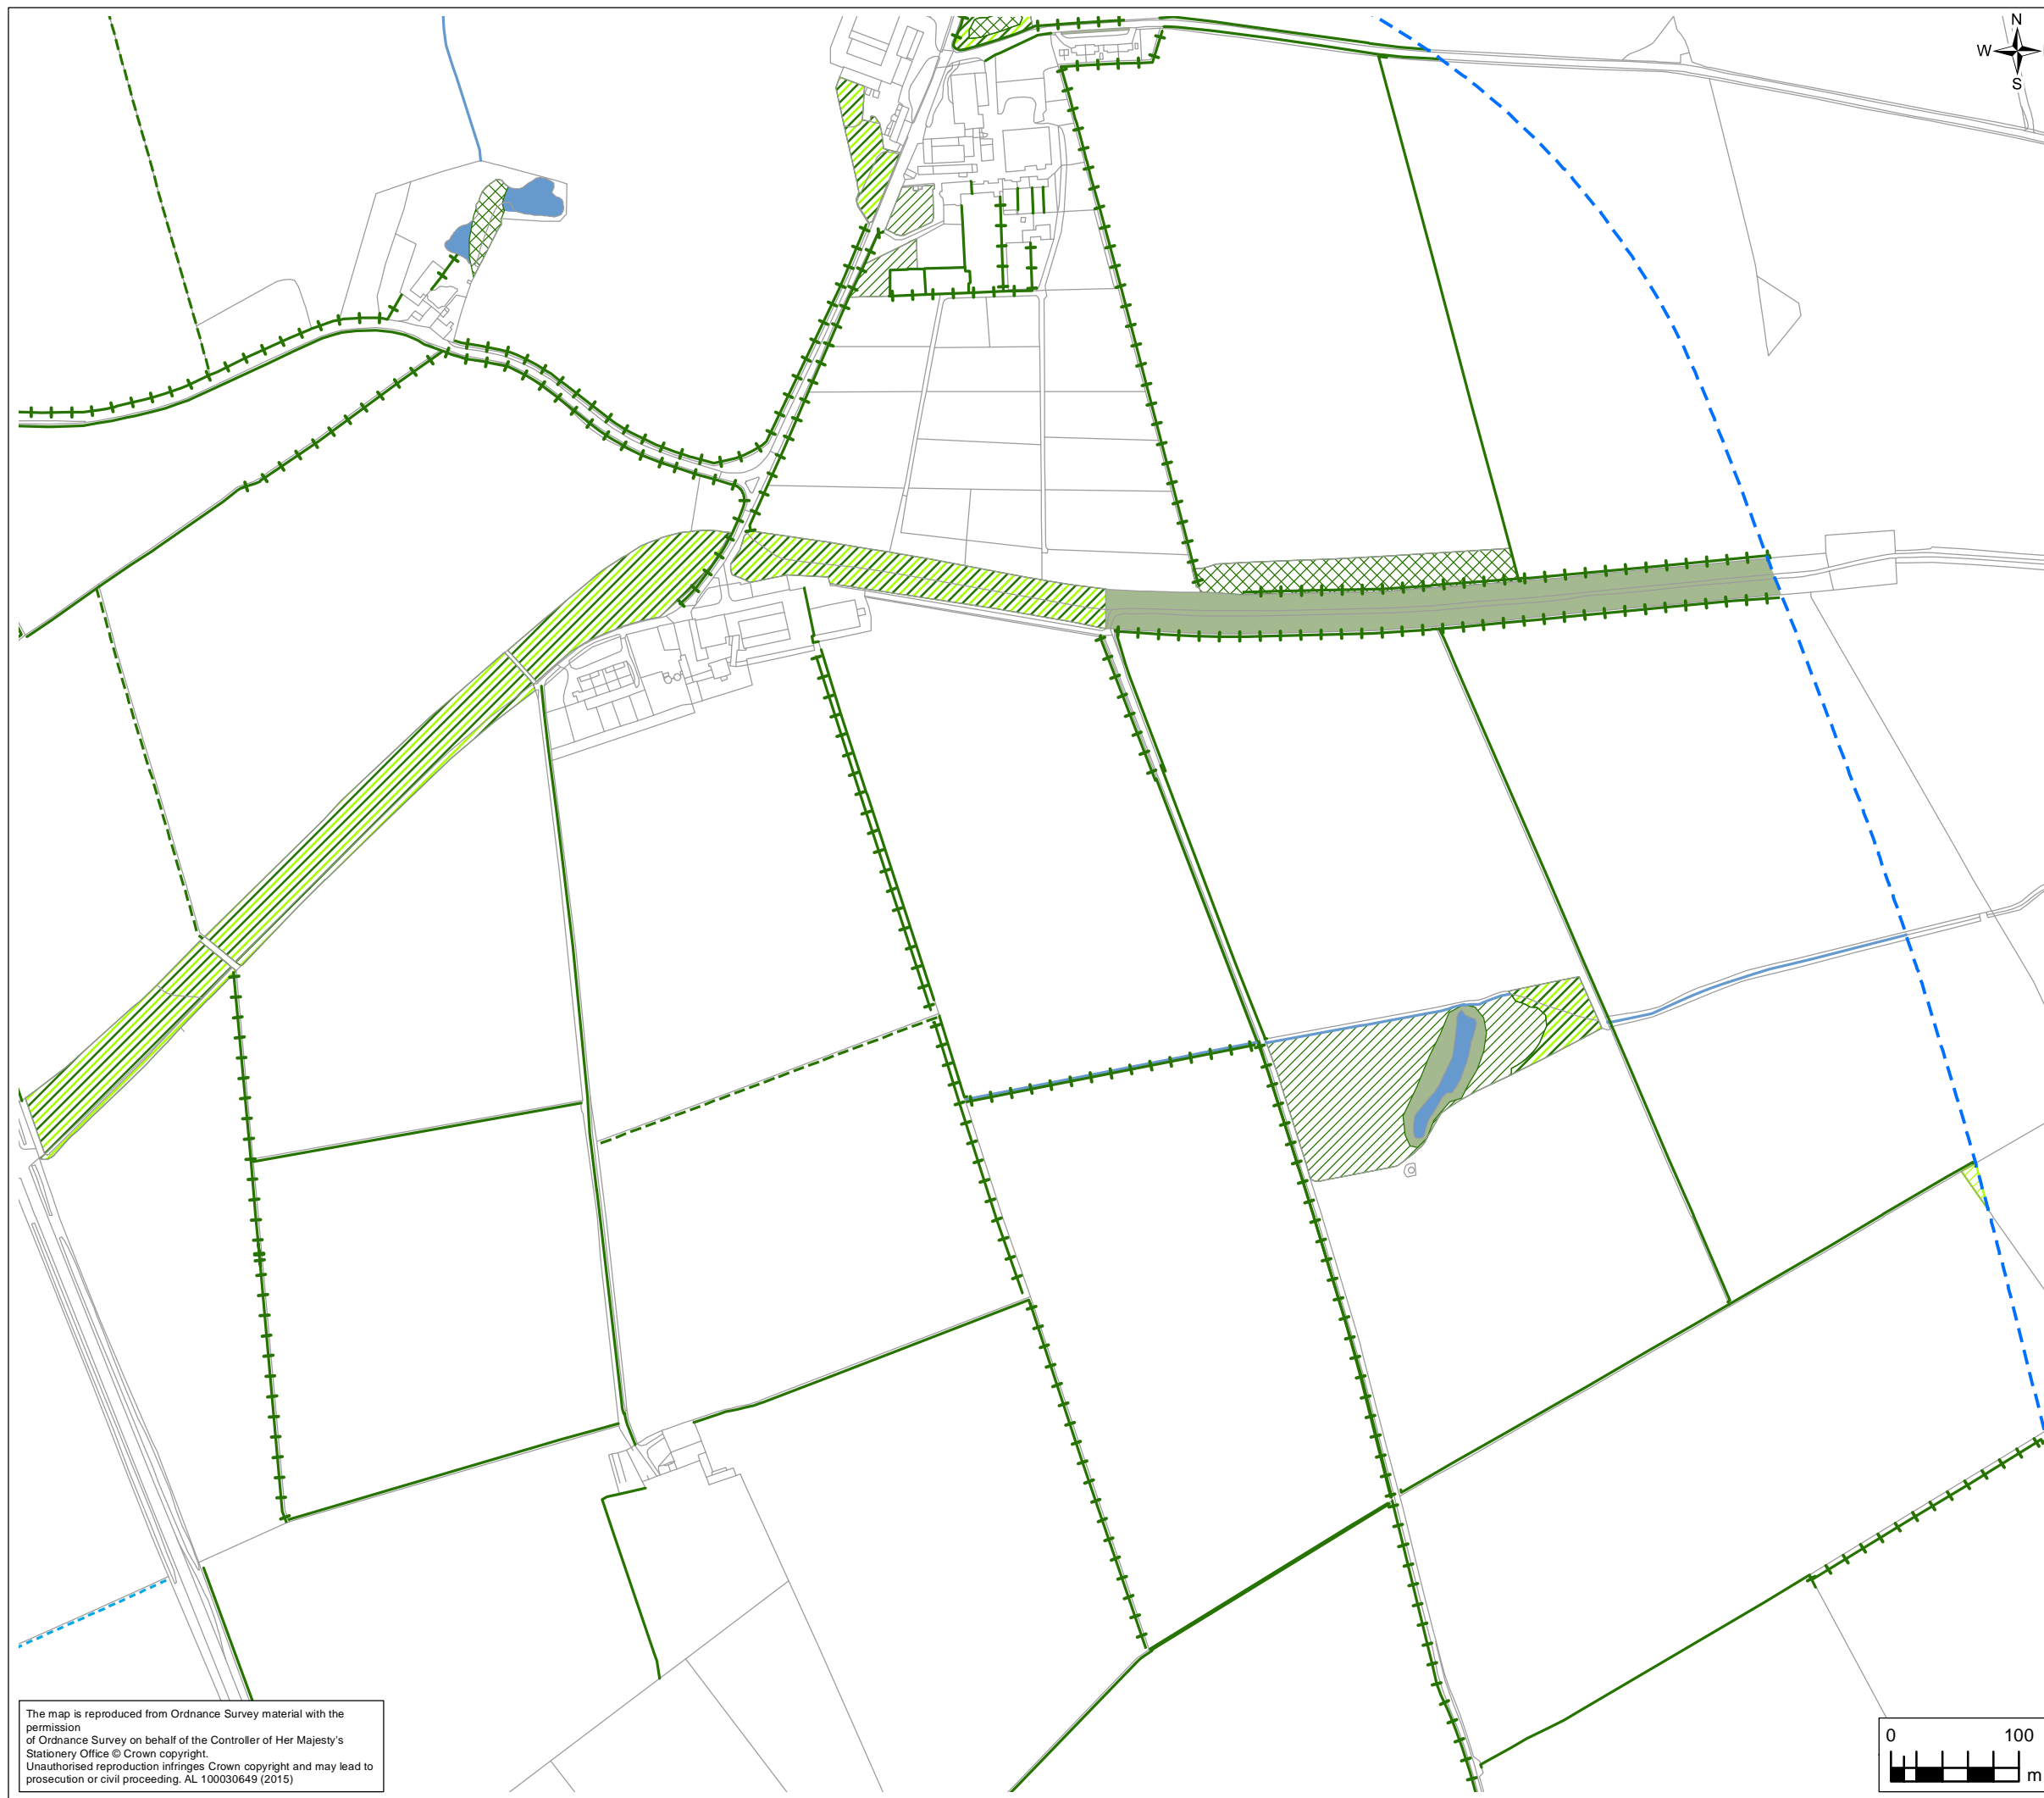 N
W
S
The map is reproduced from Ordnance Survey material with the
permission
of Ordnance Survey on behalf of the Controller of Her Majesty's
Stationery Office © Crown copyright.
Unauthorised reproduction infringes Crown copyright and may lead to
prosecution or civil proceeding. AL 100030649 (2015)
0 100
m